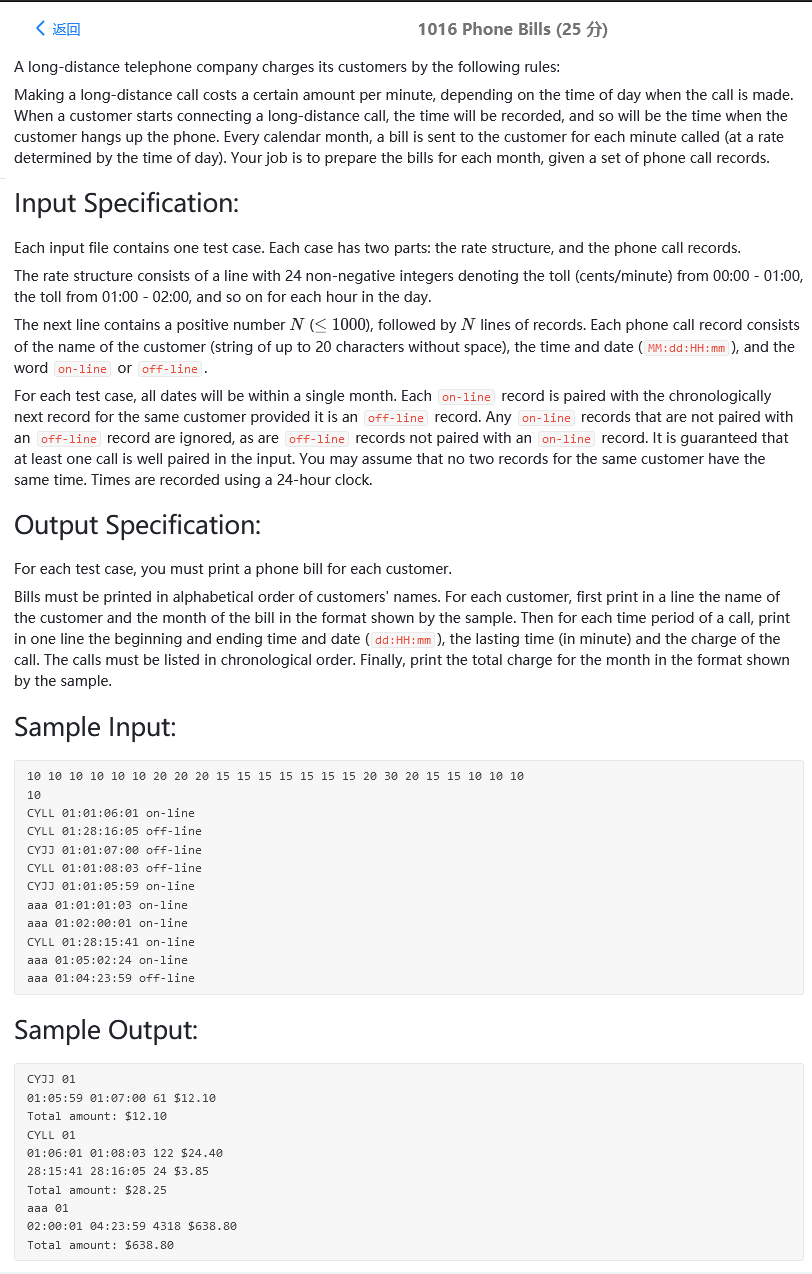 返回
1016 Phone Bills (25 分)
A long-distance telephone company charges its customers by the following rules:
Making a long-distance call costs a certain amount per minute, depending on the time of day when the call is made.
When a customer starts connecting a long-distance call, the time will be recorded, and so will be the time when the
customer hangs up the phone. Every calendar month, a bill is sent to the customer for each minute called (at a rate
determined by the time of day). Your job is to prepare the bills for each month, given a set of phone call records.
Input Specification:
Each input file contains one test case. Each case has two parts: the rate structure, and the phone call records.
The rate structure consists of a line with 24 non-negative integers denoting the toll (cents/minute) from 00:00 - 01:00,
the toll from 01:00 - 02:00, and so on for each hour in the day.
The next line contains a positive number N (≤ 1000), followed by N lines of records. Each phone call record consists
of the name of the customer (string of up to 20 characters without space), the time and date ( MM:dd:HH:mm ), and the
word on-line or off-line .
For each test case, all dates will be within a single month. Each on-line record is paired with the chronologically
next record for the same customer provided it is an off-line record. Any on-line records that are not paired with
an off-line record are ignored, as are off-line records not paired with an on-line record. It is guaranteed that
at least one call is well paired in the input. You may assume that no two records for the same customer have the
same time. Times are recorded using a 24-hour clock.
Output Specification:
For each test case, you must print a phone bill for each customer.
Bills must be printed in alphabetical order of customers' names. For each customer, first print in a line the name of
the customer and the month of the bill in the format shown by the sample. Then for each time period of a call, print
in one line the beginning and ending time and date ( dd:HH:mm ), the lasting time (in minute) and the charge of the
call. The calls must be listed in chronological order. Finally, print the total charge for the month in the format shown
by the sample.
Sample Input:
10 10 10 10 10 10 20 20 20 15 15 15 15 15 15 15 20 30 20 15 15 10 10 10
10
CYLL 01:01:06:01 on-line
CYLL 01:28:16:05 off-line
CYJJ 01:01:07:00 off-line
CYLL 01:01:08:03 off-line
CYJJ 01:01:05:59 on-line
aaa 01:01:01:03 on-line
aaa 01:02:00:01 on-line
CYLL 01:28:15:41 on-line
aaa 01:05:02:24 on-line
aaa 01:04:23:59 off-line
Sample Output:
CYJJ 01
01:05:59 01:07:00 61 $12.10
Total amount: $12.10
CYLL 01
01:06:01 01:08:03 122 $24.40
28:15:41 28:16:05 24 $3.85
Total amount: $28.25
aaa 01
02:00:01 04:23:59 4318 $638.80
Total amount: $638.80